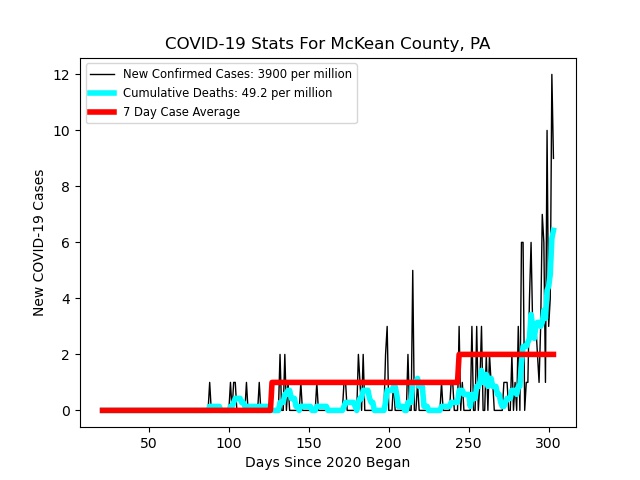 COVID-19 Stats For McKean County, PA
New Confirmed Cases: 3900 per million
Cumulative Deaths: 49.2 per million
7 Day Case Average
New COVID-19 Cases
12
10
8
6
4
2
0
50 100 150 200 250 300
Days Since 2020 Began